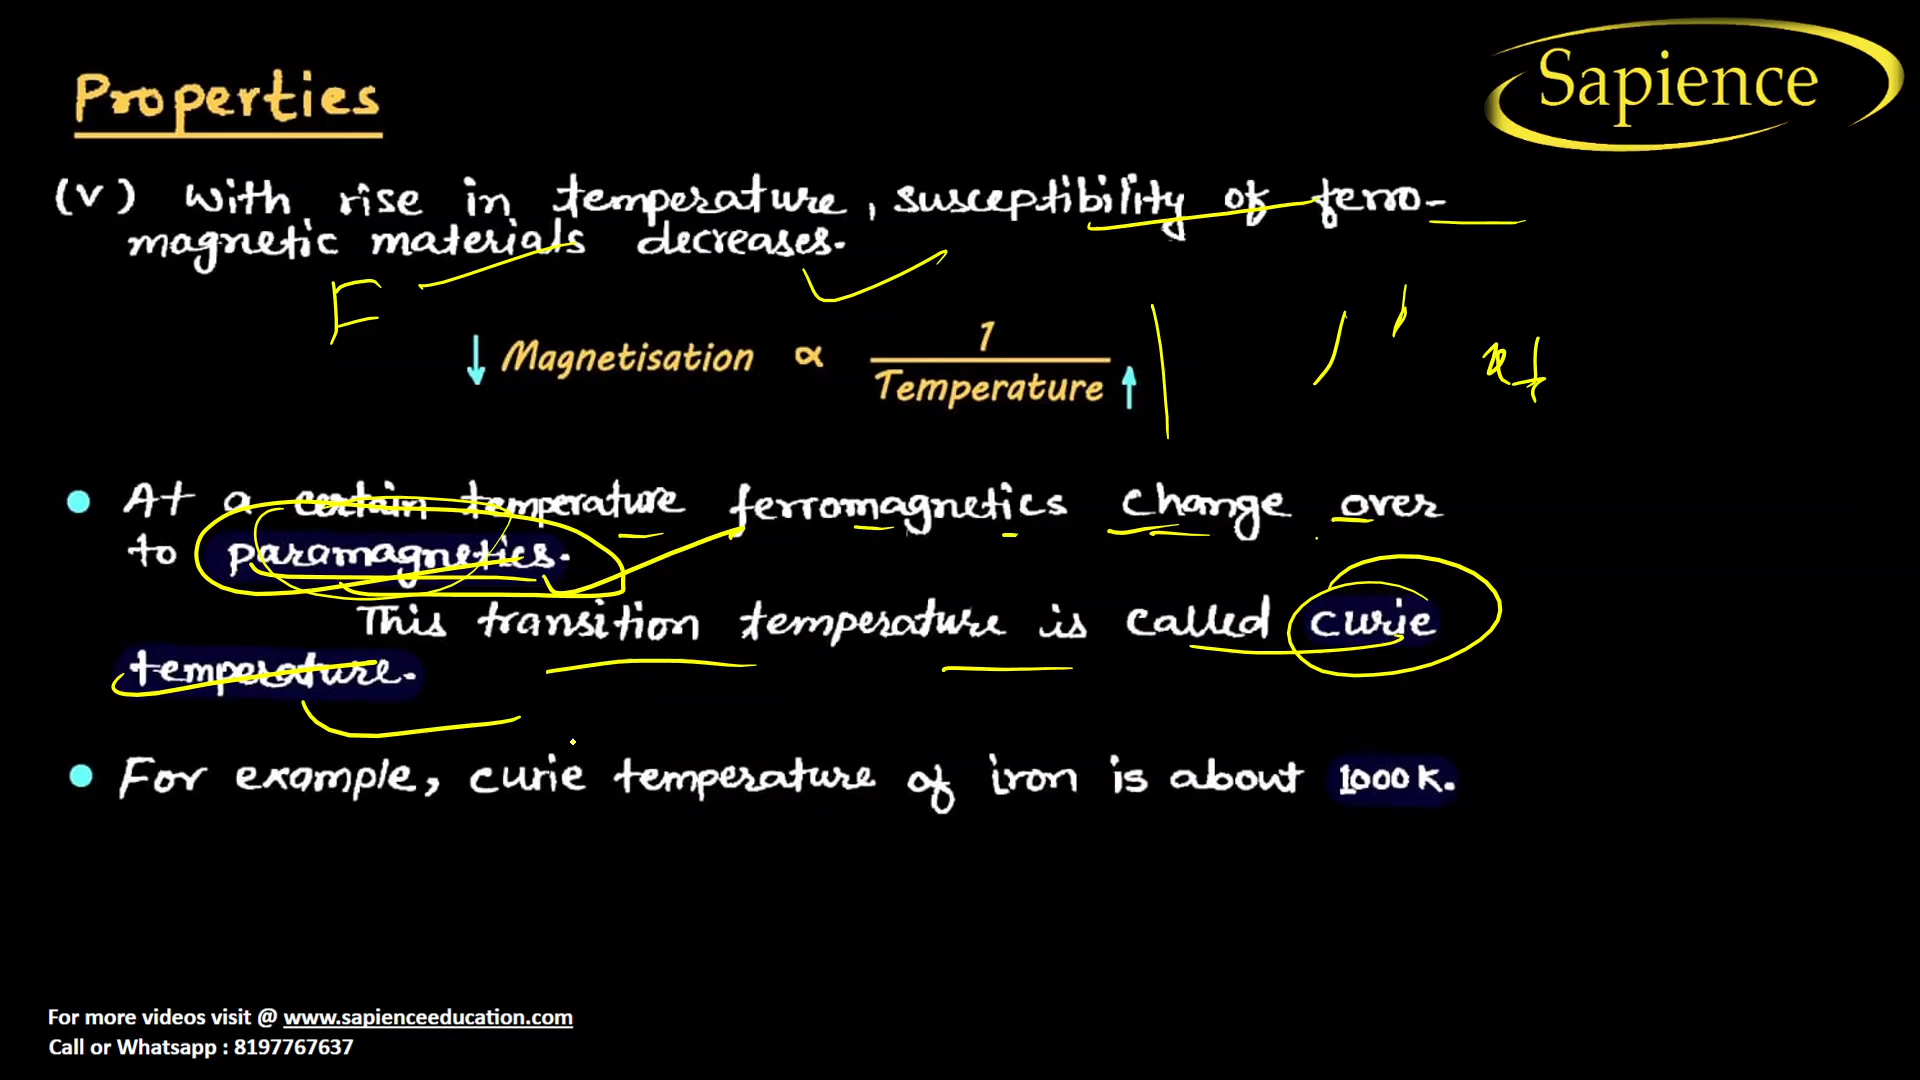 Sapience
Properties
(v) With rise in temperature, susceptibility of ferro-
magnetic materials decreases.
↓ Magnetisation ∝ 1
Temperature ↑
• At a certain temperature ferromagnetics change over
to paramagnetics.
This transition temperature is called curie
temperature.
• For example, curie temperature of iron is about 1000 K.
For more videos visit @ www.sapienceeducation.com
Call or Whatsapp : 8197767637